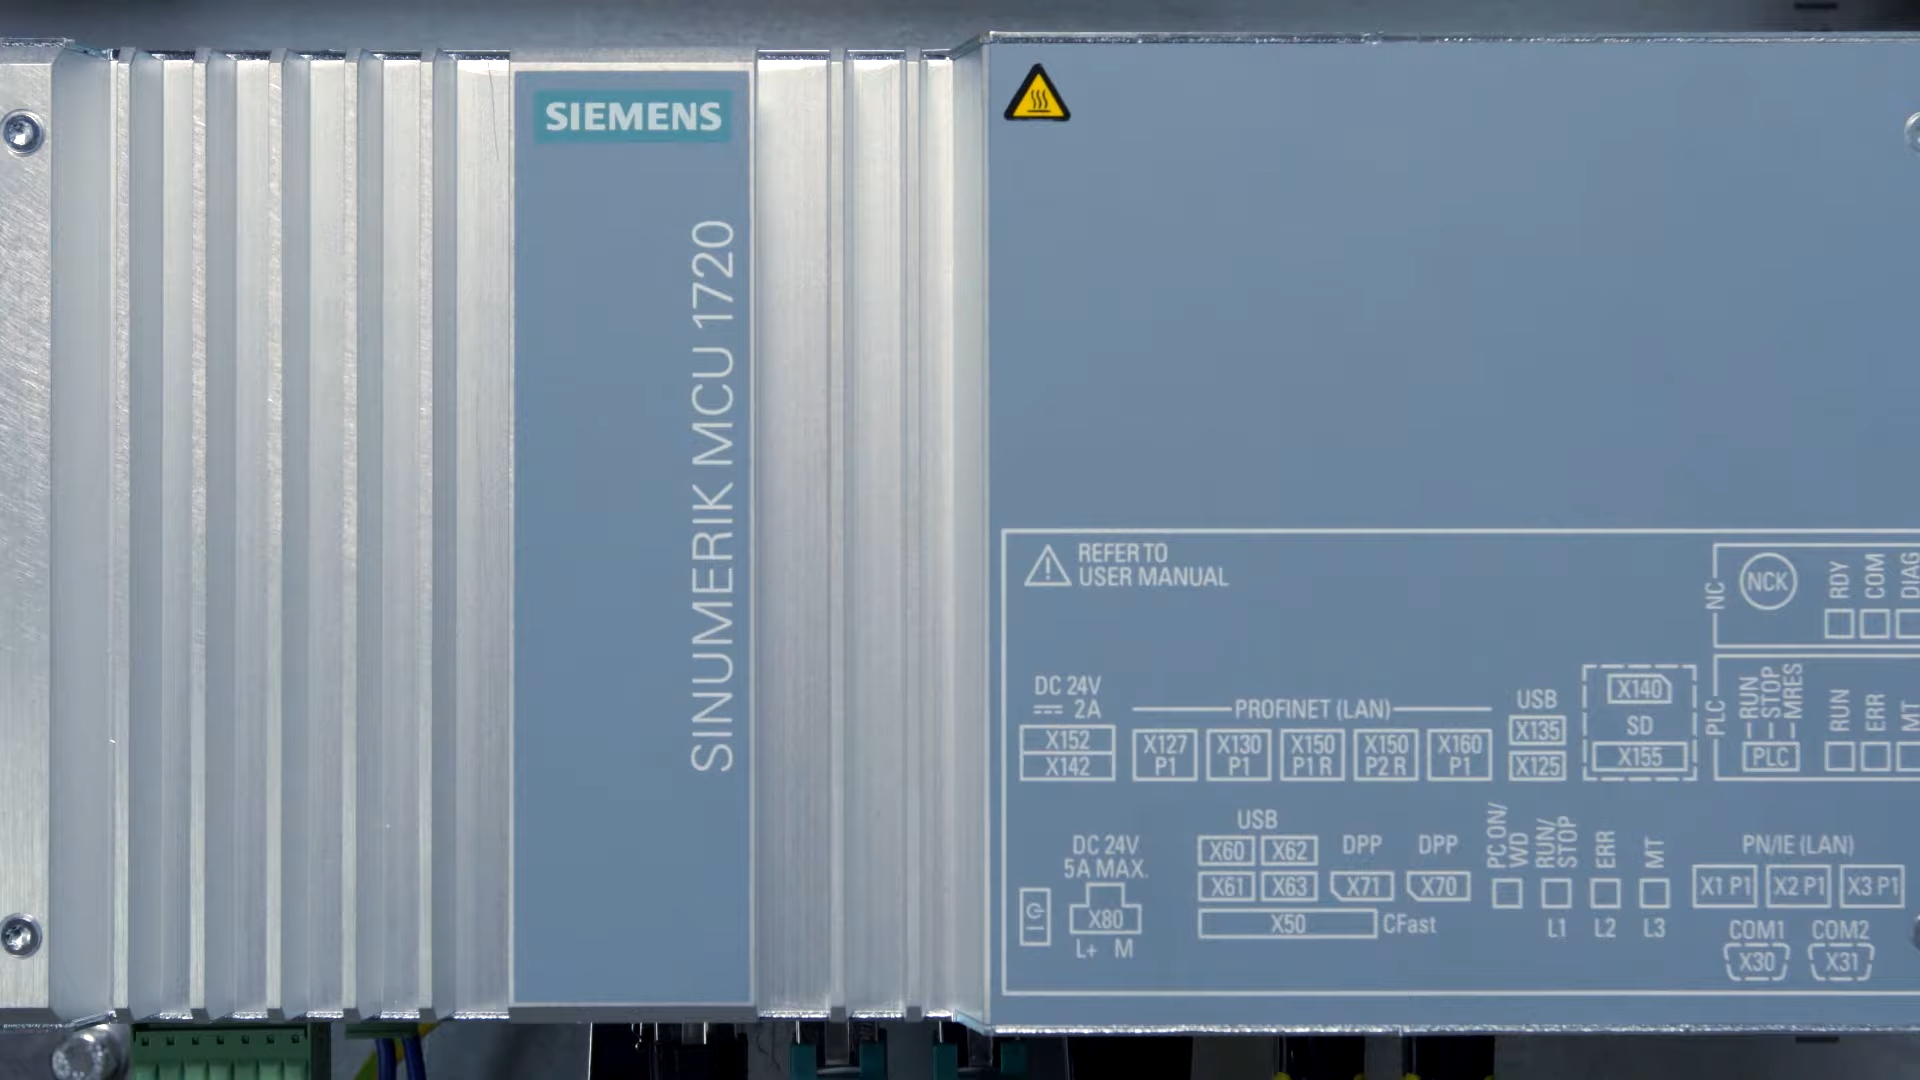 SIEMENS
SINUMERIK MCU 1720
REFER TO
USER MANUAL
NC
NCK
RDY
COM
DIAG
DC 24V
2A
X152
X142
PROFINET (LAN)
X127
P1
X130
P1
X150
P1 R
X150
P2 R
X160
P1
USB
X135
X125
X140
SD
X155
PLC
RUN
STOP
MRES
PLC
RUN
ERR
MT
DC 24V
5A MAX.
X80
L+ M
USB
X60 X62
X61 X63
X50 CFast
DPP
X71
DPP
X70
PC ON/
WD
RUN/
STOP
L1
ERR
L2
MT
L3
PN/IE (LAN)
X1 P1 X2 P1 X3 P1
COM1 COM2
X30 X31